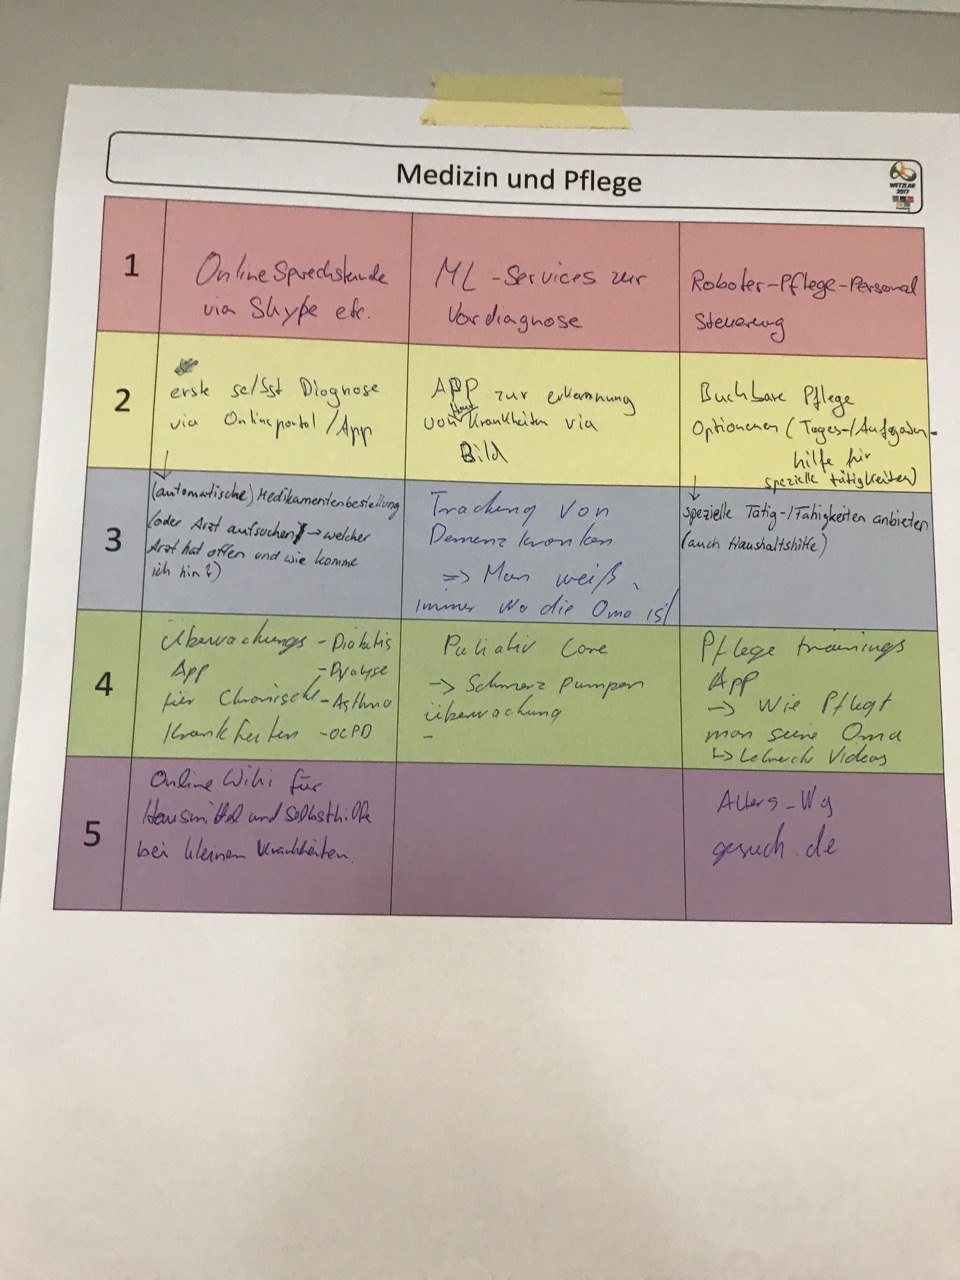 Medizin und Pflege
WETZLAR
2017
1
Online Sprechstunde
via Skype etc.
ML-Services zur
Vordiagnose
Roboter-Pflege-Personal
Steuerung
2
erste selbst Diagnose
via Onlineportal/App
APP zur erkennung
von Haut Krankheiten via
Bild
Buchbare Pflege
Optionenen (Tages-/Aufgaben-
hilfe für
spezielle tätigkeiten)
3
(automatische) Medikamentenbestellung
(oder Arzt aufsuchen → welcher
Arzt hat offen und wie komme
ich hin?)
Tracking von
Demenz kranken
=> Man weiß
immer wo die Oma ist
↓
spezielle Tätig-/Fähigkeiten anbieten
(auch Haushaltshilfe)
4
Überwachungs - Diabetis
App - Dyalyse
für Chronische - Asthma
Krankheiten - OCPD
Paliativ Care
-> Schmerz pumpen
überwachung
-
Pflege trainings
App
-> Wie Pflegt
man seine Oma
↳ Lehrreiche Videos
5
Online Wiki für
Hausmittel und Selbsthilfe
bei kleinen Krankheiten.
Alters-Wg
gesuch.de